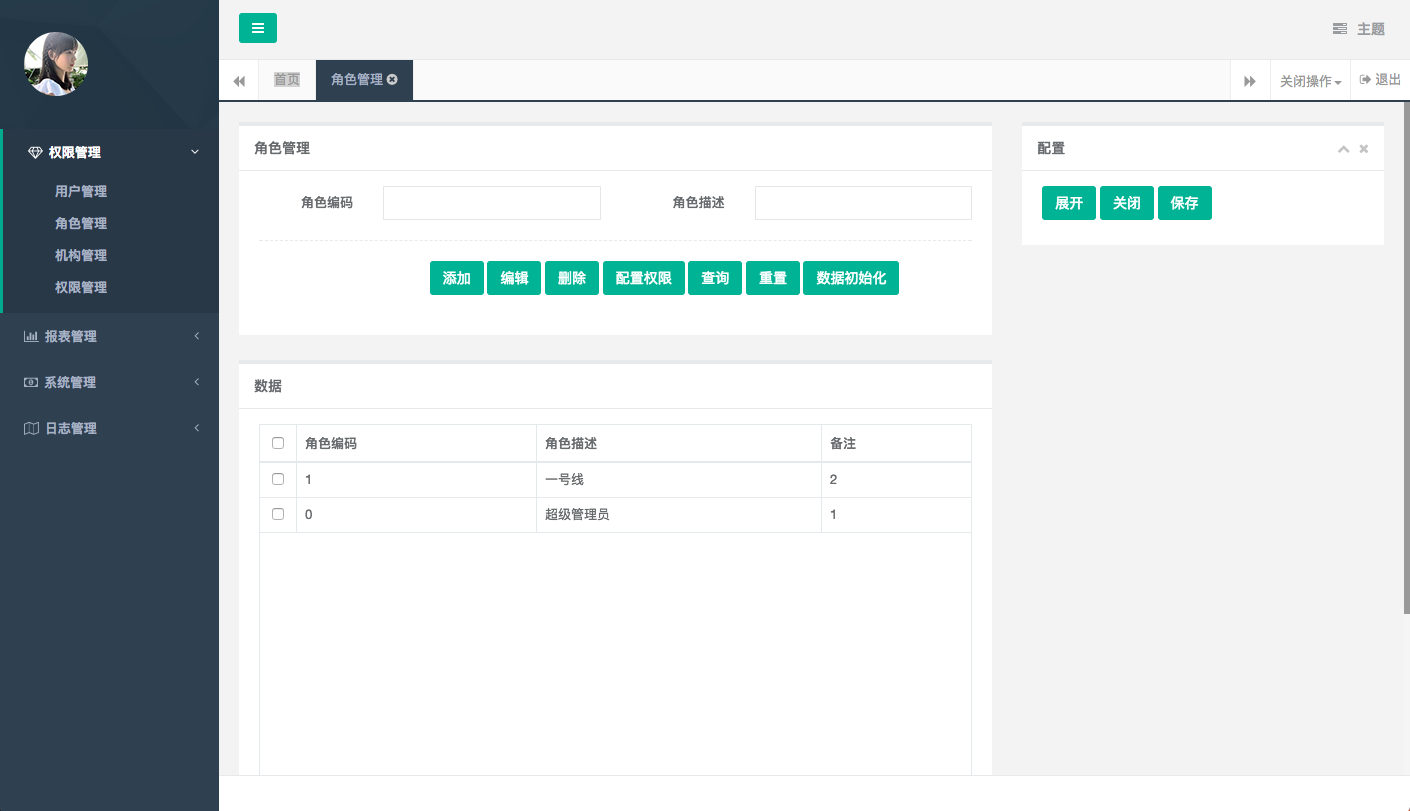 主题
首页
角色管理
关闭操作
退出
权限管理
用户管理
角色管理
机构管理
权限管理
报表管理
系统管理
日志管理
角色管理
角色编码
角色描述
添加 编辑 删除 配置权限 查询 重置 数据初始化
配置
展开 关闭 保存
数据
角色编码 角色描述 备注
1 一号线 2
0 超级管理员 1